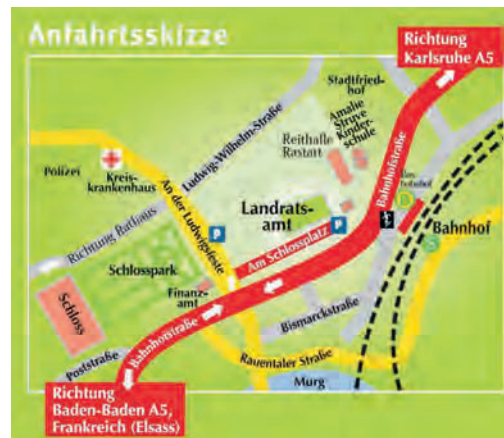 Anfahrtsskizze
Richtung
Karlsruhe A5
Stadtfried-
hof
Amalie
Struve
Kinder-
schule
Reithalle
Rastatt
Ludwig-Wilhelm-Straße
Bahnhofstraße
Polizei
Kreis-
krankenhaus
An der Ludwigsfeste
Landrats-
amt
P
P
Am Schlossplatz
B
Bahnhof
S
Richtung Rathaus
Schlosspark
Schloss
Finanz-
amt
Bismarckstraße
Bahnhofstraße
Poststraße
Rauentaler Straße
Murg
Richtung
Baden-Baden A5,
Frankreich (Elsass)